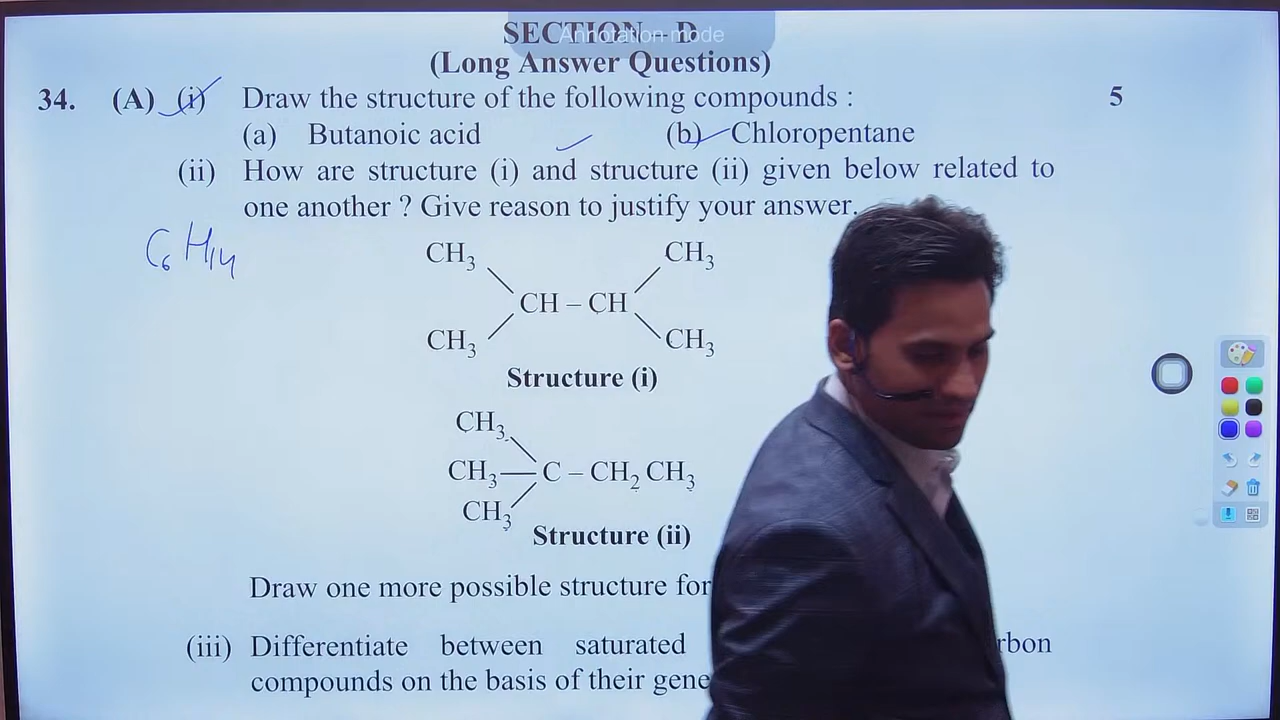 SECTION – D
Annotation mode
(Long Answer Questions)
34. (A) (i) Draw the structure of the following compounds : 5
(a) Butanoic acid (b) Chloropentane
(ii) How are structure (i) and structure (ii) given below related to
one another ? Give reason to justify your answer.
C6H14
CH3 CH3
CH – CH
CH3 CH3
Structure (i)
CH3
CH3 — C – CH2 CH3
CH3
Structure (ii)
Draw one more possible structure for
(iii) Differentiate between saturated
compounds on the basis of their